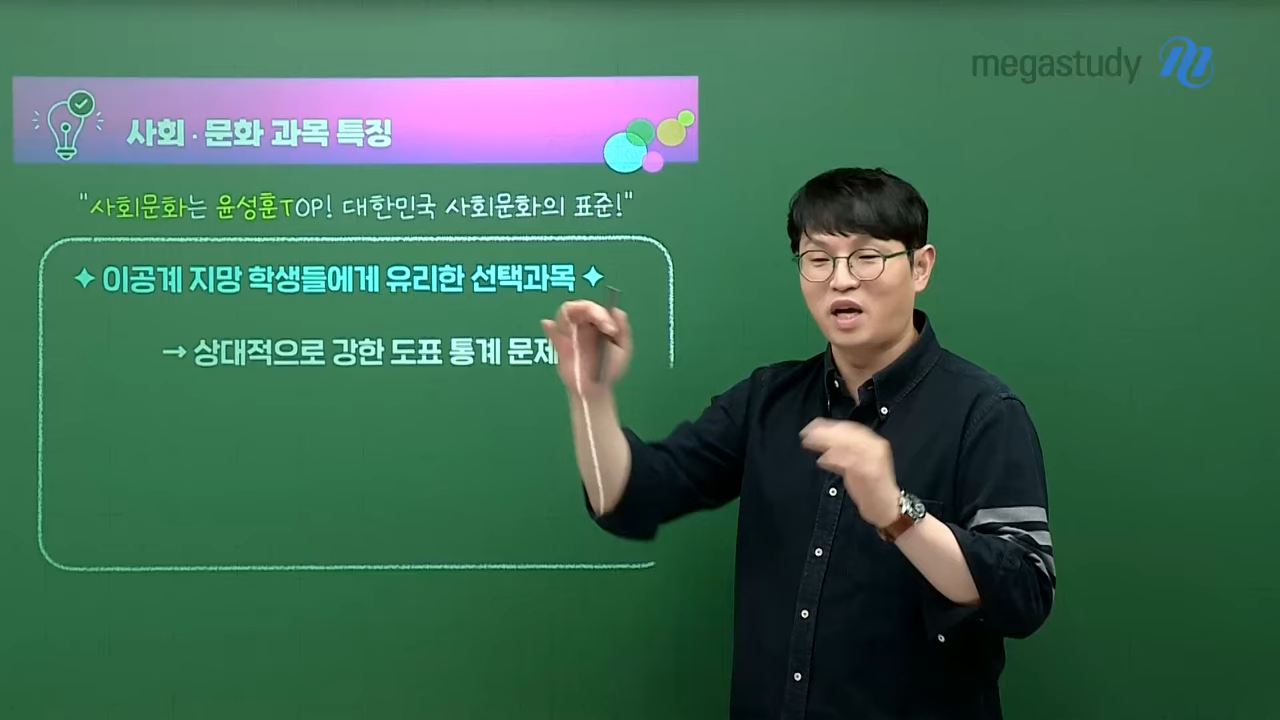 megastudy
사회·문화 과목 특징
"사회문화는 윤성훈TOP! 대한민국 사회문화의 표준!"
✦ 이공계 지망 학생들에게 유리한 선택과목 ✦
→ 상대적으로 강한 도표 통계 문제